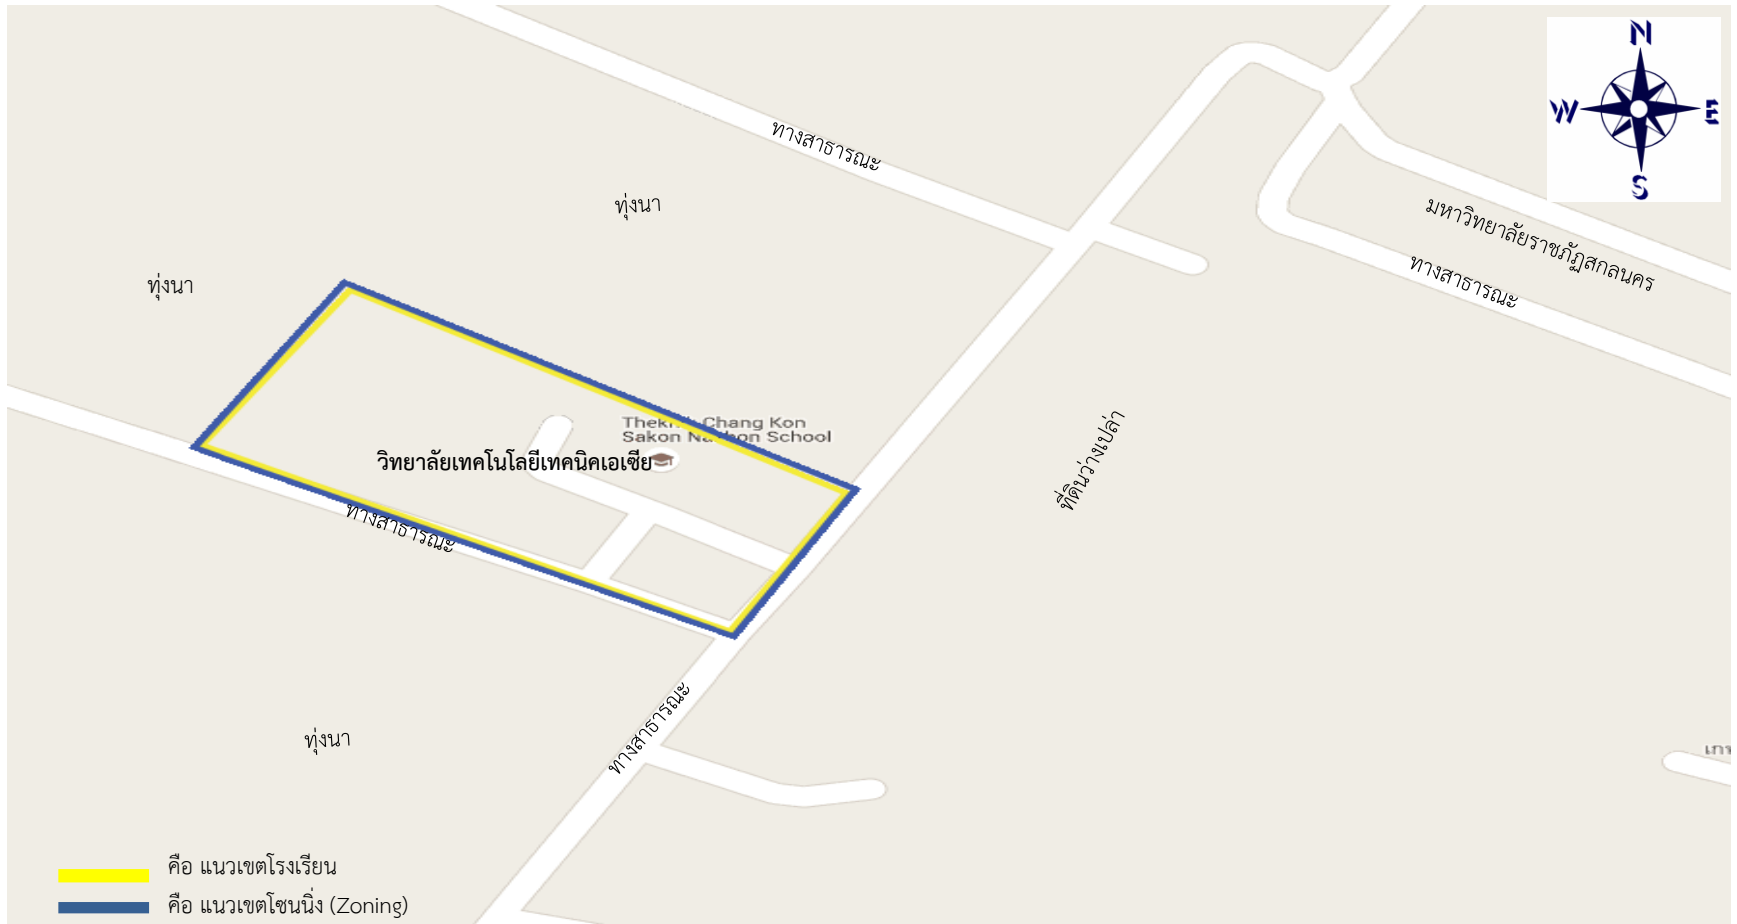 N
W
E
S
ทางสาธารณะ
ทุ่งนา
มหาวิทยาลัยราชภัฏสกลนคร
ทางสาธารณะ
ทุ่งนา
Chang Kon
Sakon School
วิทยาลัยเทคโนโลยีเทคนิคเอเซีย
ที่ดินว่างเปล่า
ทางสาธารณะ
ทุ่งนา
ทางสาธารณะ
คือ แนวเขตโรงเรียน
คือ แนวเขตโซนนิ่ง (Zoning)